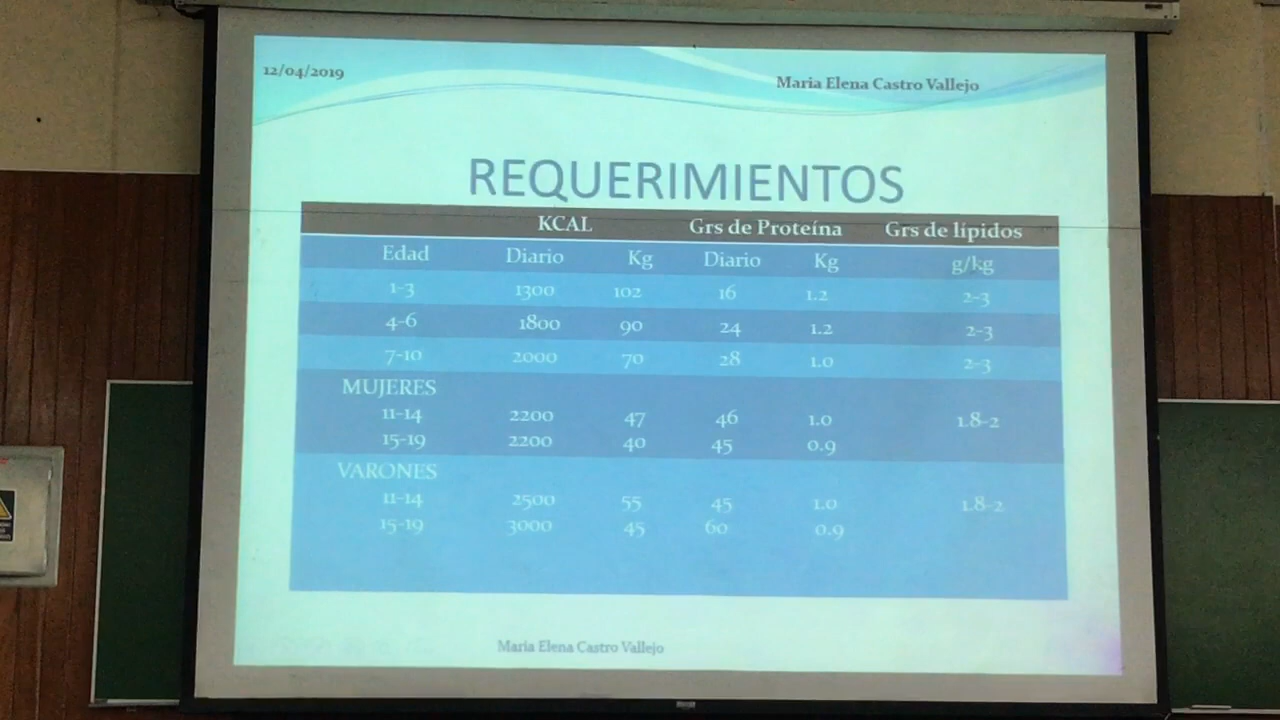 12/04/2019 Maria Elena Castro Vallejo
REQUERIMIENTOS
KCAL Grs de Proteína Grs de lípidos
Edad Diario Kg Diario Kg g/kg
1-3 1300 102 16 1.2 2-3
4-6 1800 90 24 1.2 2-3
7-10 2000 70 28 1.0 2-3
MUJERES
11-14 2200 47 46 1.0 1.8-2
15-19 2200 40 45 0.9
VARONES
11-14 2500 55 45 1.0 1.8-2
15-19 3000 45 60 0.9
Maria Elena Castro Vallejo